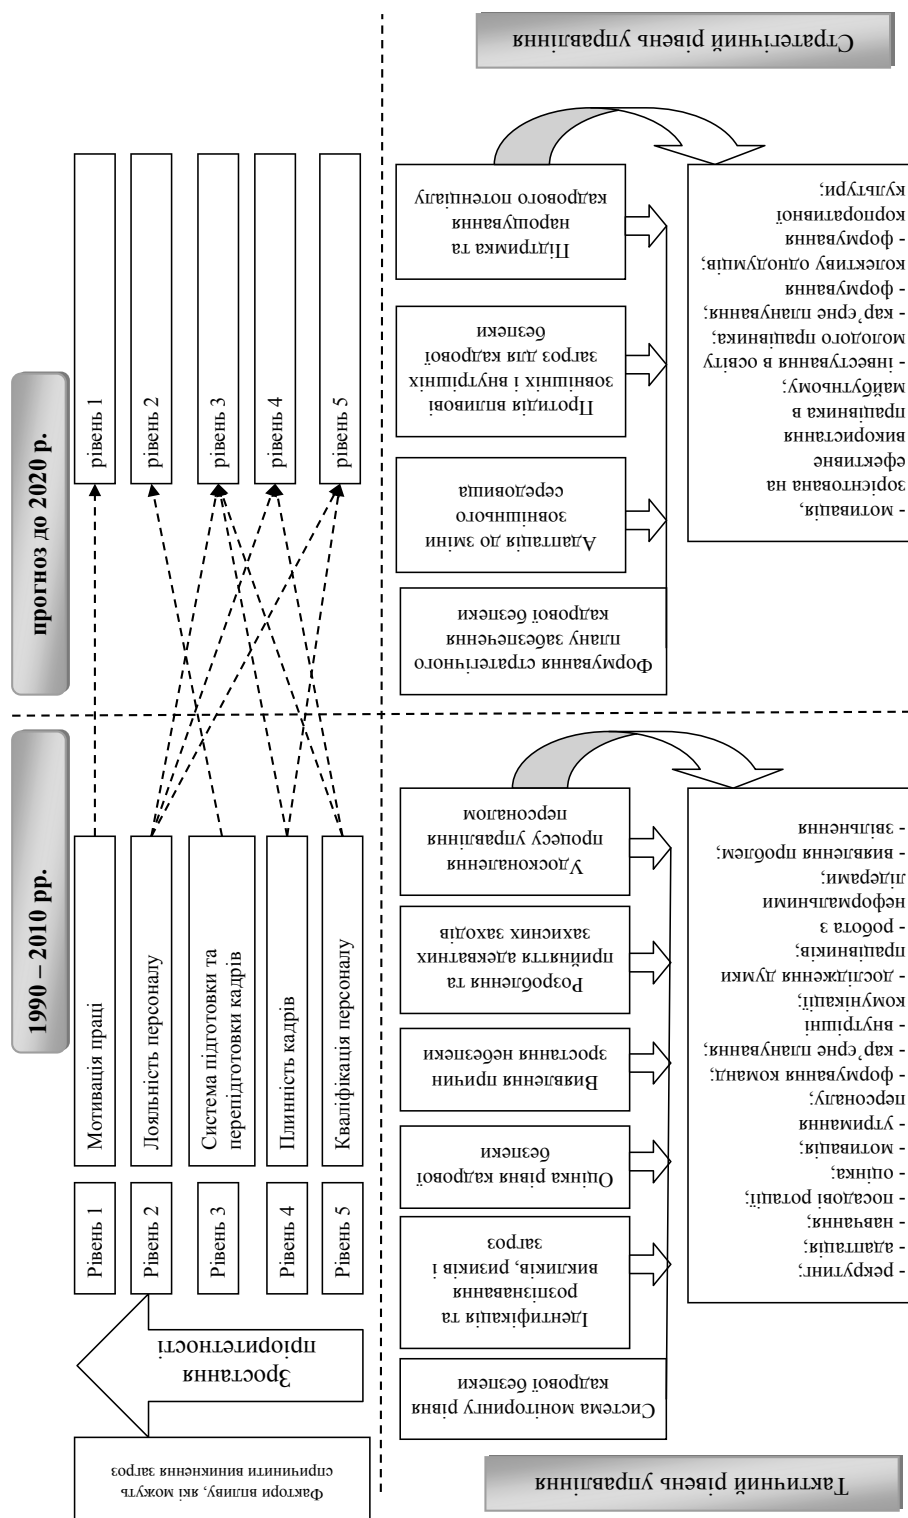 1990 – 2010 рр.
прогноз до 2020 р.
Фактори впливу, які можуть
спричинити виникнення загроз
Зростання
пріоритетності
Рівень 1
Мотивація праці
рівень 1
Рівень 2
Лояльність персоналу
рівень 2
Рівень 3
Система підготовки та
перепідготовки кадрів
рівень 3
Рівень 4
Плинність кадрів
рівень 4
Рівень 5
Кваліфікація персоналу
рівень 5
Тактичний рівень управління
Система моніторингу рівня
кадрової безпеки
Ідентифікація та
розпізнавання
викликів, ризиків і
загроз
Оцінка рівня кадрової
безпеки
Виявлення причин
зростання небезпек
Розроблення та
прийняття адекватних
захисних заходів
Удосконалення
процесу управління
персоналом
- рекрутинг;
- адаптація;
- навчання;
- посадові ротації;
- оцінка;
- мотивація;
- утримання
персоналу;
- формування команд;
- кар’єрне планування;
- внутрішні
комунікації;
- дослідження думки
працівників;
- робота з
неформальними
лідерами;
- виявлення проблем;
- звільнення
Стратегічний рівень управління
Формування стратегічного
плану забезпечення
кадрової безпеки
Адаптація до зміни
зовнішнього
середовища
Протидія впливові
зовнішніх і внутрішніх
загроз для кадрової
безпеки
Підтримка та
нарощування
кадрового потенціалу
- мотивація,
зорієнтована на
ефективне
використання
працівника в
майбутньому;
- інвестування в освіту
молодого працівника;
- кар’єрне планування;
- формування
колективу однодумців;
- формування
корпоративної
культури;